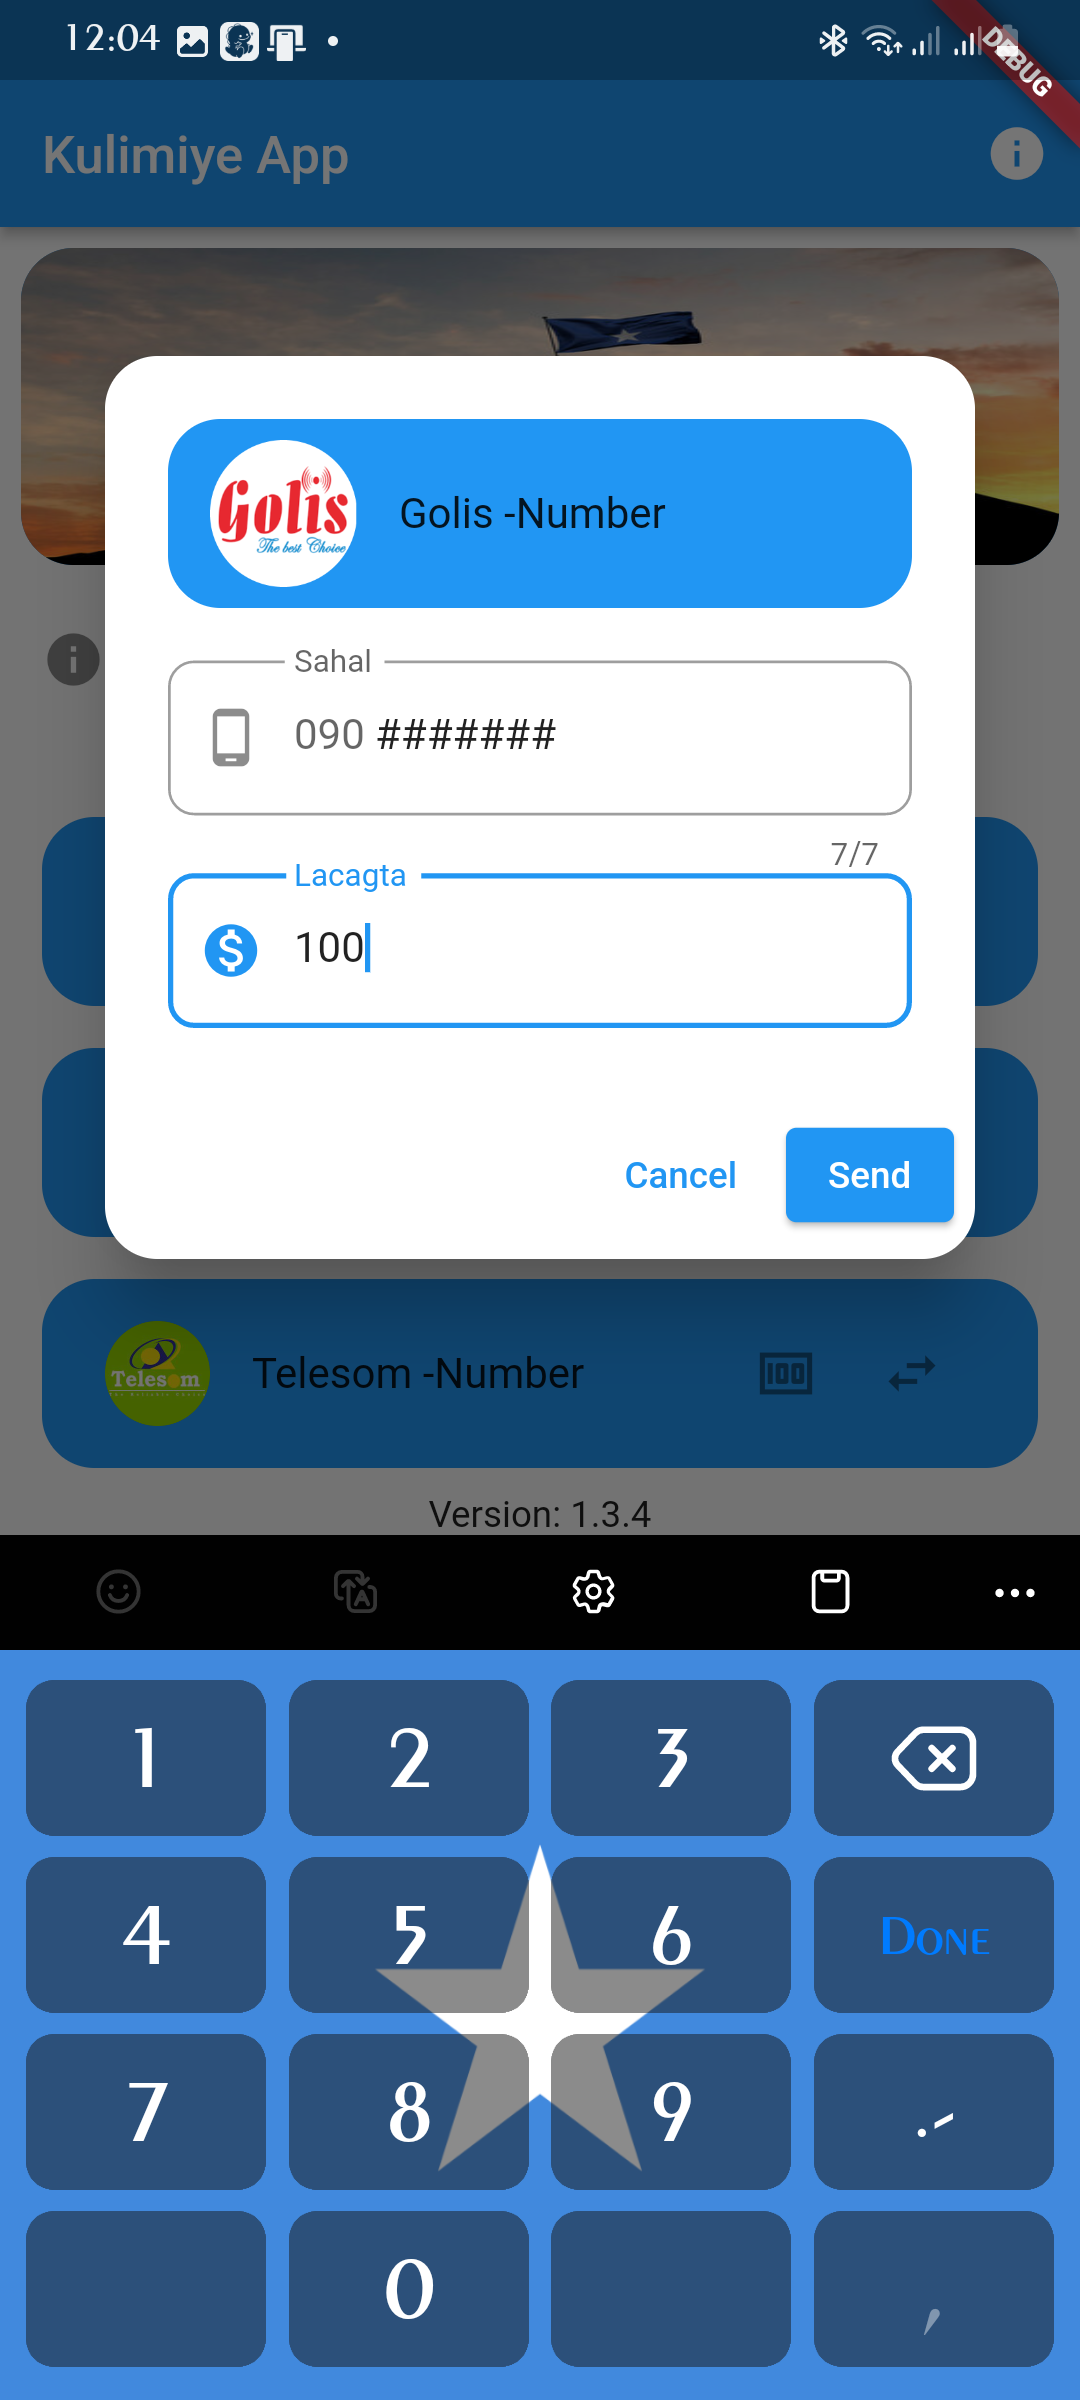 12:04
DEBUG
Kulimiye App
Golis
The best Choice
Golis -Number
Sahal
090 #######
7/7
Lacagta
$ 100
Cancel
Send
Telesom
Telesom -Number
100
Version: 1.3.4
A
1 2 3
4 5 6 DONE
7 8 9 .-
0 ,